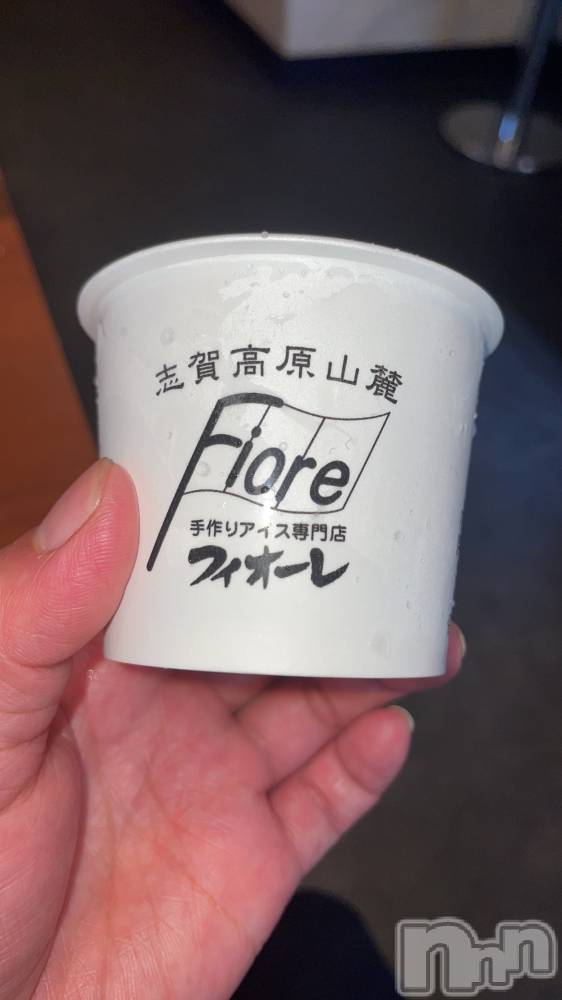 志賀高原山麓
Fiore
手作りアイス専門店
フィオーレ
nnn